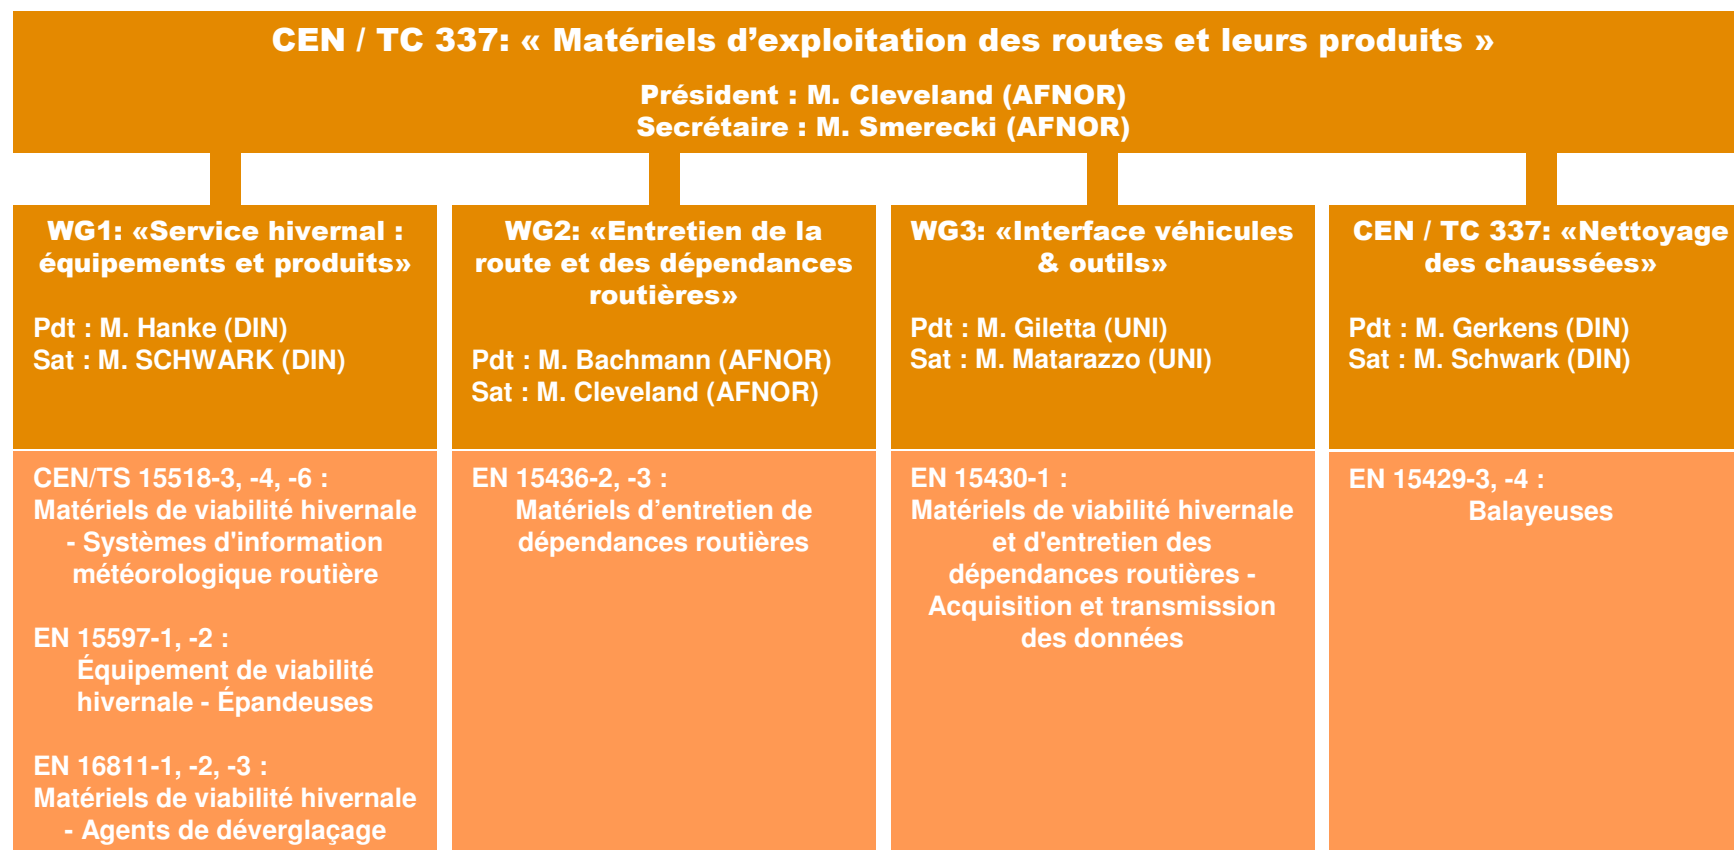 CEN / TC 337: « Matériels d’exploitation des routes et leurs produits »
Président : M. Cleveland (AFNOR)
Secrétaire : M. Smerecki (AFNOR)
WG1: «Service hivernal :
équipements et produits»
Pdt : M. Hanke (DIN)
Sat : M. SCHWARK (DIN)
CEN/TS 15518-3, -4, -6 :
Matériels de viabilité hivernale
- Systèmes d'information
météorologique routière
EN 15597-1, -2 :
Équipement de viabilité
hivernale - Épandeuses
EN 16811-1, -2, -3 :
Matériels de viabilité hivernale
- Agents de déverglaçage
WG2: «Entretien de la
route et des dépendances
routières»
Pdt : M. Bachmann (AFNOR)
Sat : M. Cleveland (AFNOR)
EN 15436-2, -3 :
Matériels d’entretien de
dépendances routières
WG3: «Interface véhicules
& outils»
Pdt : M. Giletta (UNI)
Sat : M. Matarazzo (UNI)
EN 15430-1 :
Matériels de viabilité hivernale
et d'entretien des
dépendances routières -
Acquisition et transmission
des données
CEN / TC 337: «Nettoyage
des chaussées»
Pdt : M. Gerkens (DIN)
Sat : M. Schwark (DIN)
EN 15429-3, -4 :
Balayeuses